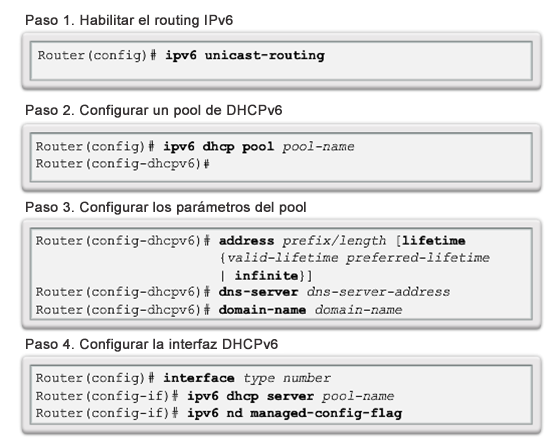 Paso 1. Habilitar el routing IPv6
Router(config)# ipv6 unicast-routing
Paso 2. Configurar un pool de DHCPv6
Router(config)# ipv6 dhcp pool pool-name
Router(config-dhcpv6)#
Paso 3. Configurar los parámetros del pool
Router(config-dhcpv6)# address prefix/length [lifetime
{valid-lifetime preferred-lifetime
| infinite}]
Router(config-dhcpv6)# dns-server dns-server-address
Router(config-dhcpv6)# domain-name domain-name
Paso 4. Configurar la interfaz DHCPv6
Router(config)# interface type number
Router(config-if)# ipv6 dhcp server pool-name
Router(config-if)# ipv6 nd managed-config-flag